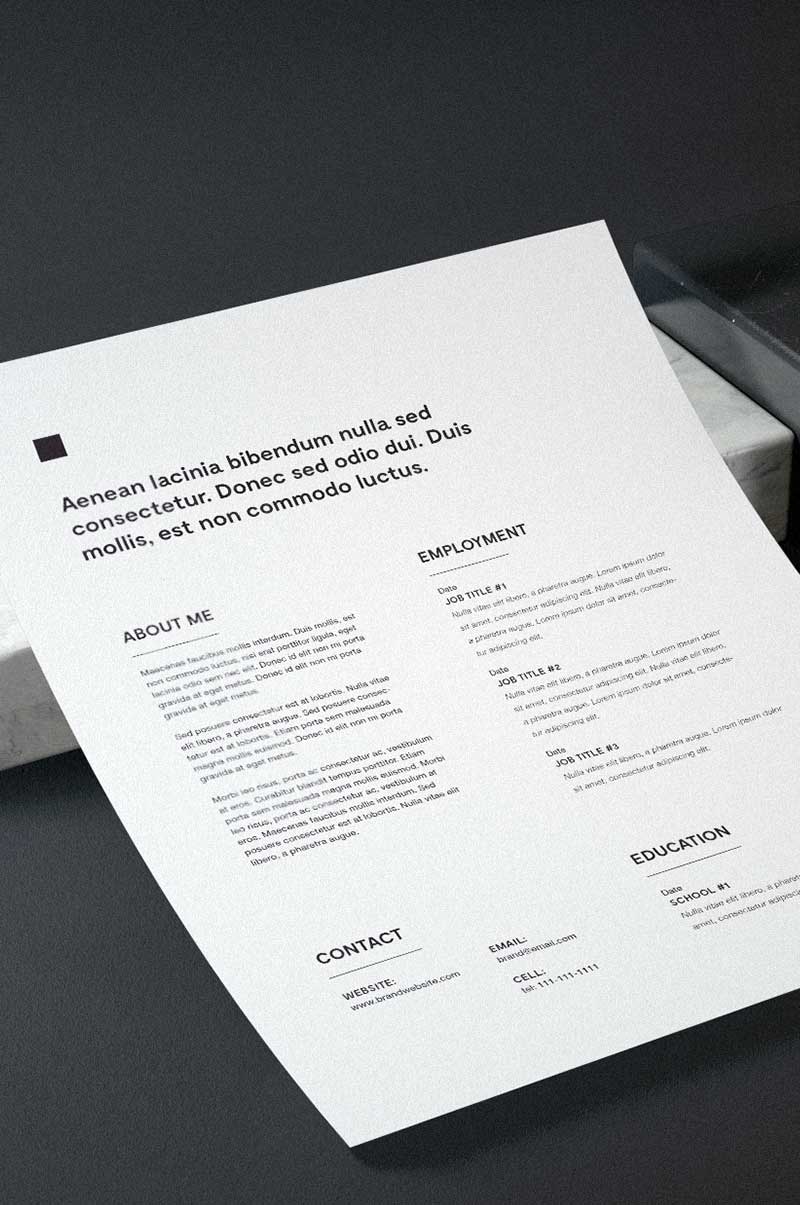 Aenean lacinia bibendum nulla sed
consectetur. Donec sed odio dui. Duis
mollis, est non commodo luctus.
ABOUT ME
Maecenas faucibus mollis interdum. Duis mollis, est
non commodo luctus, nisi erat porttitor ligula, eget
lacinia odio sem nec elit. Donec id elit non mi porta
gravida at eget metus. Donec id elit non mi porta
gravida at eget metus.
Sed posuere consectetur est at lobortis. Nulla vitae
elit libero, a pharetra augue. Sed posuere consec-
tetur est at lobortis. Etiam porta sem malesuada
magna mollis euismod. Donec id elit non mi porta
gravida at eget metus.
Morbi leo risus, porta ac consectetur ac, vestibulum
at eros. Curabitur blandit tempus porttitor. Etiam
porta sem malesuada magna mollis euismod. Morbi
leo risus, porta ac consectetur ac, vestibulum at
eros. Maecenas faucibus mollis interdum. Sed
posuere consectetur est at lobortis. Nulla vitae elit
libero, a pharetra augue.
EMPLOYMENT
Date
JOB TITLE #1
Nulla vitae elit libero, a pharetra augue. Lorem ipsum dolor
sit amet, consectetur adipiscing elit. Nulla vitae elit libero,
a pharetra augue. Lorem ipsum dolor sit amet, consecte-
tur adipiscing elit.
Date
JOB TITLE #2
Nulla vitae elit libero, a pharetra augue. Lorem ipsum dolor
sit amet, consectetur adipiscing elit. Nulla vitae elit libero,
a pharetra augue. Lorem ipsum dolor sit amet, consecte-
tur adipiscing elit.
Date
JOB TITLE #3
Nulla vitae elit libero, a pharetra augue. Lorem ipsum dolor
sit amet, consectetur adipiscing elit.
EDUCATION
Date
SCHOOL #1
Nulla vitae elit libero, a
amet, consectetur
CONTACT
WEBSITE:
www.brandwebsite.com
EMAIL:
brand@email.com
CELL:
tel: 111-111-1111